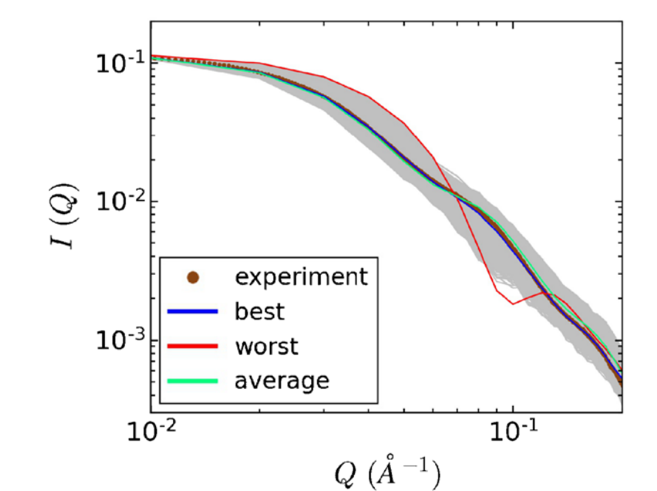 10⁻¹
10⁻²
10⁻³
I (Q)
experiment
best
worst
average
10⁻² 10⁻¹
Q (Å⁻¹)